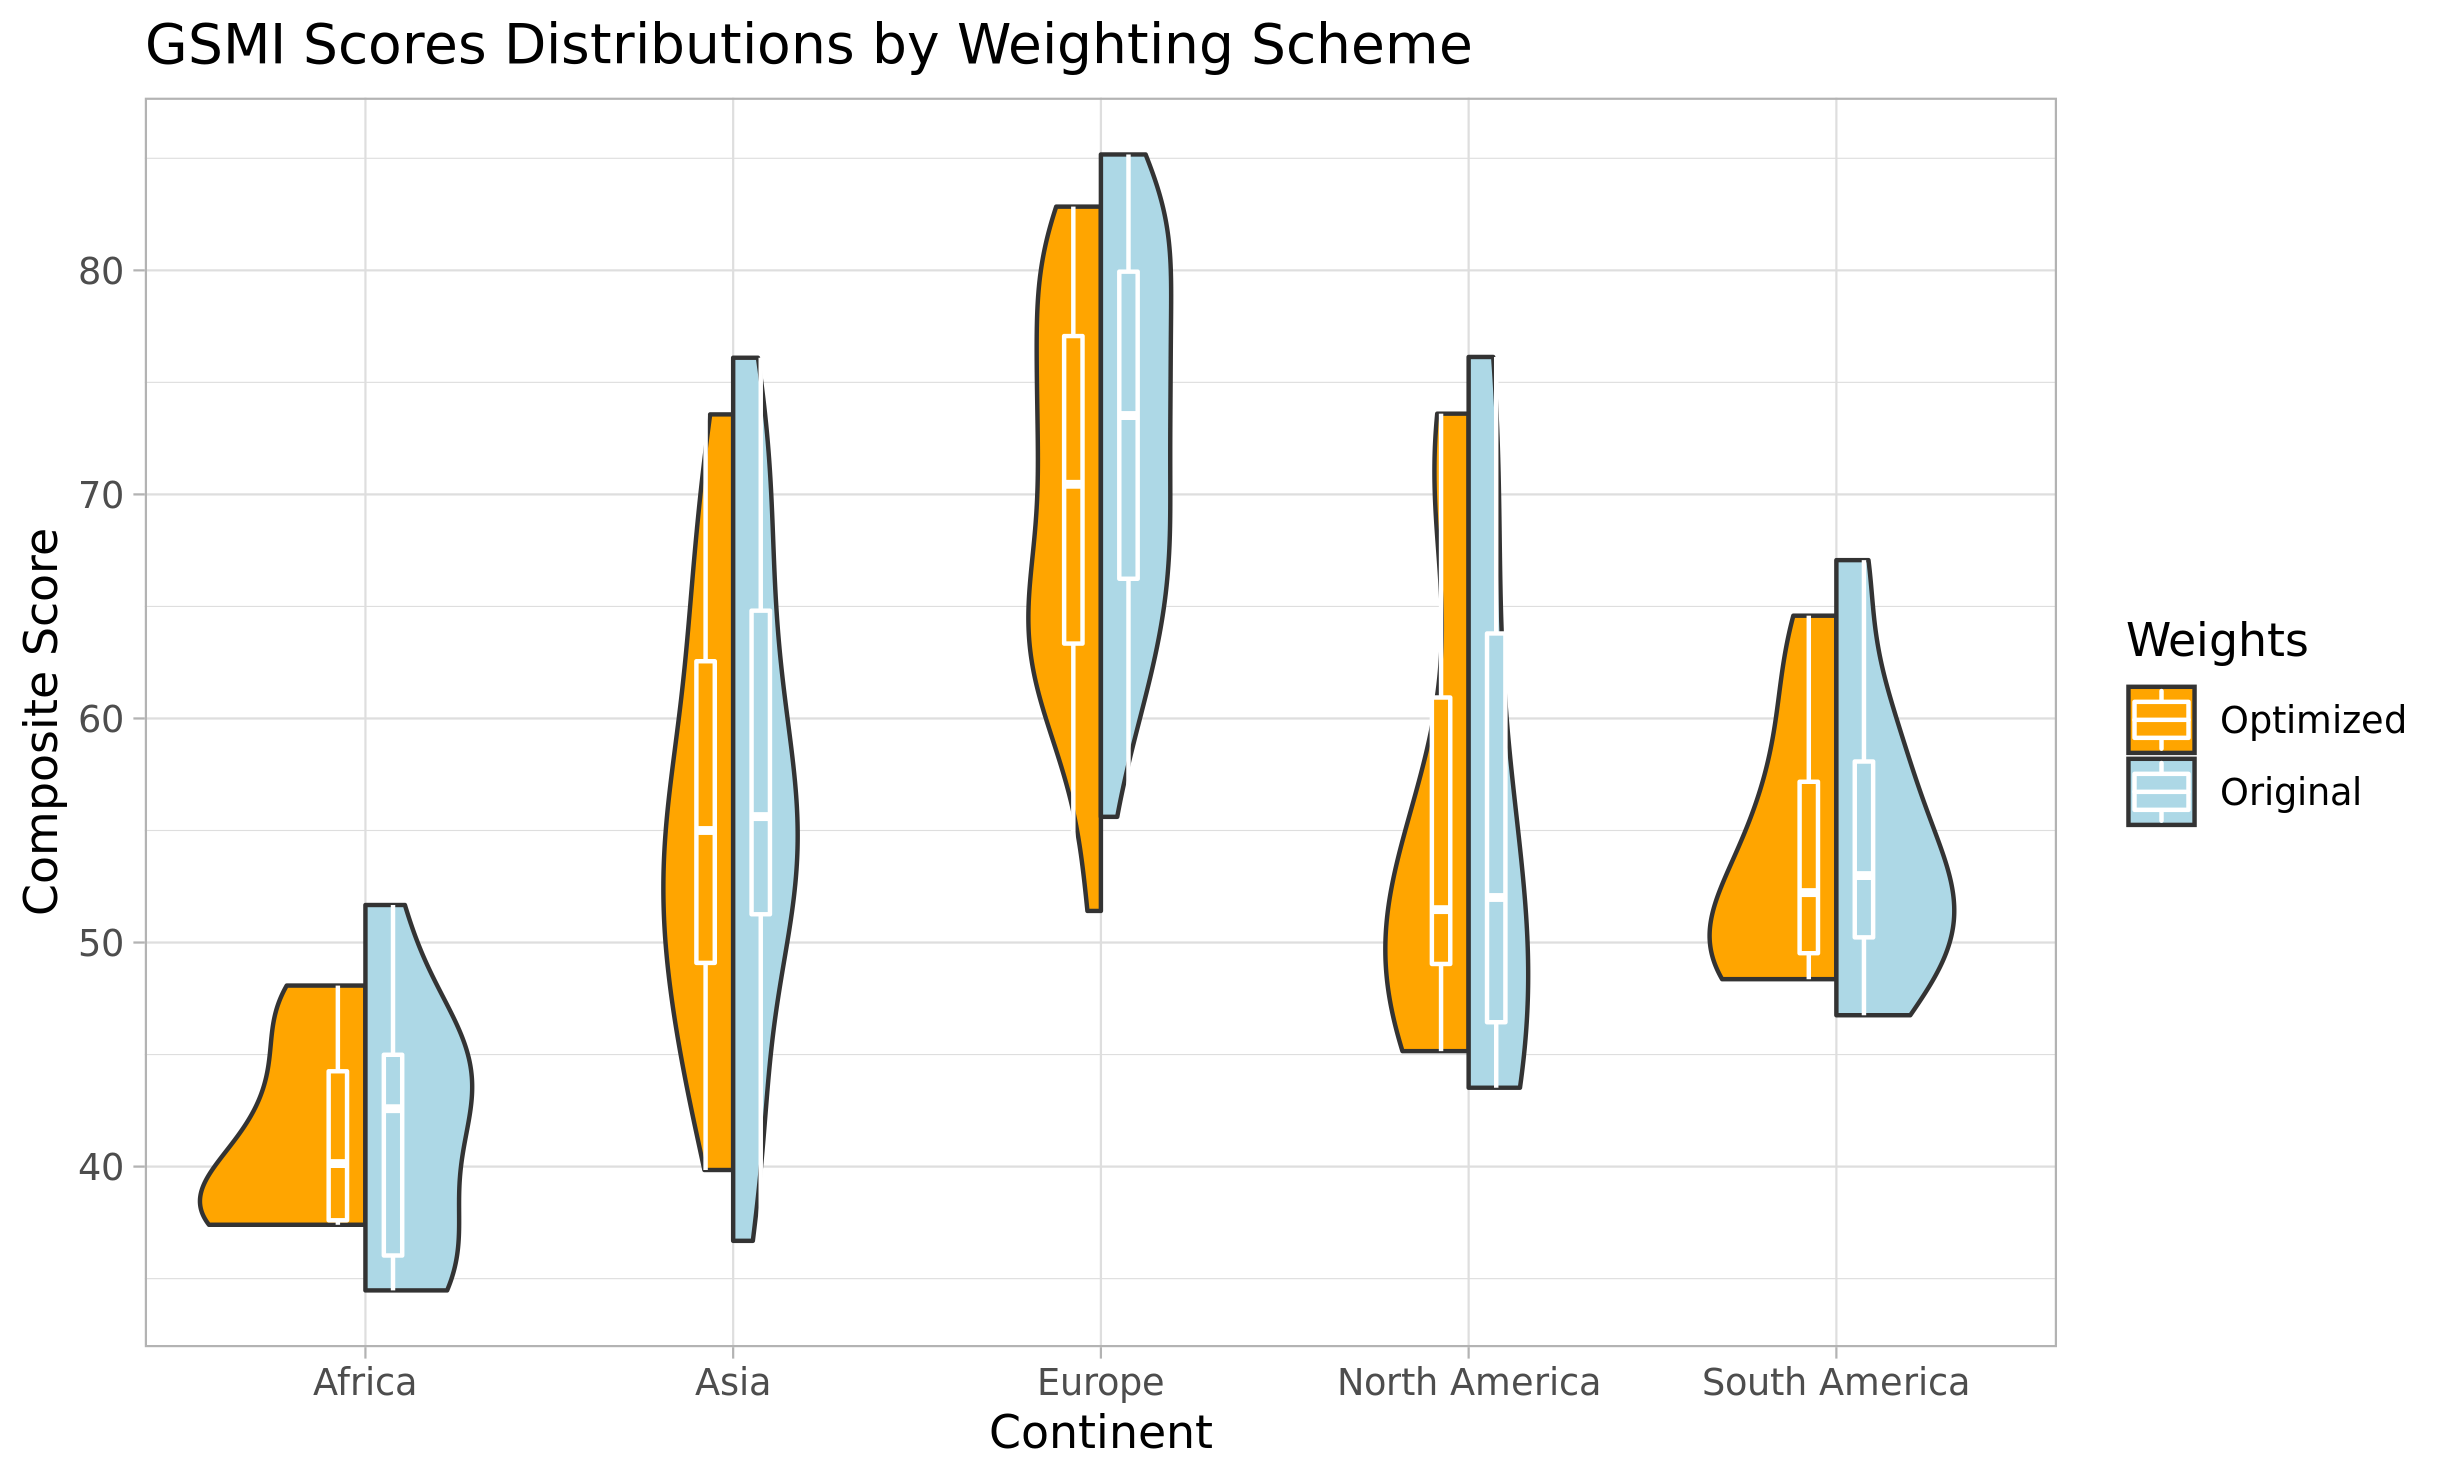 GSMI Scores Distributions by Weighting Scheme
Composite Score
80
70
60
50
40
Africa
Asia
Europe
North America
South America
Continent
Weights
Optimized
Original